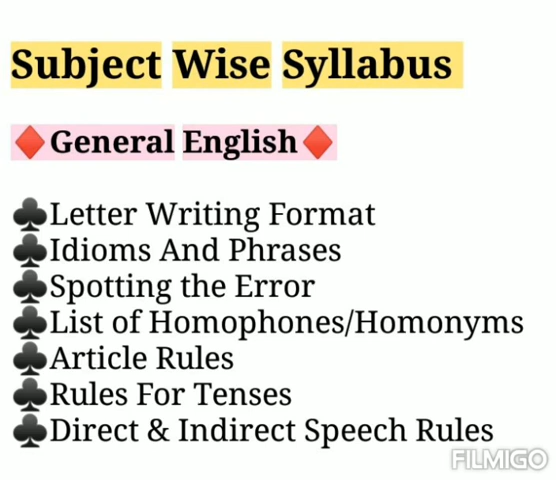 Subject Wise Syllabus
♦️General English♦️
♣️Letter Writing Format
♣️Idioms And Phrases
♣️Spotting the Error
♣️List of Homophones/Homonyms
♣️Article Rules
♣️Rules For Tenses
♣️Direct & Indirect Speech Rules
FILMIGO